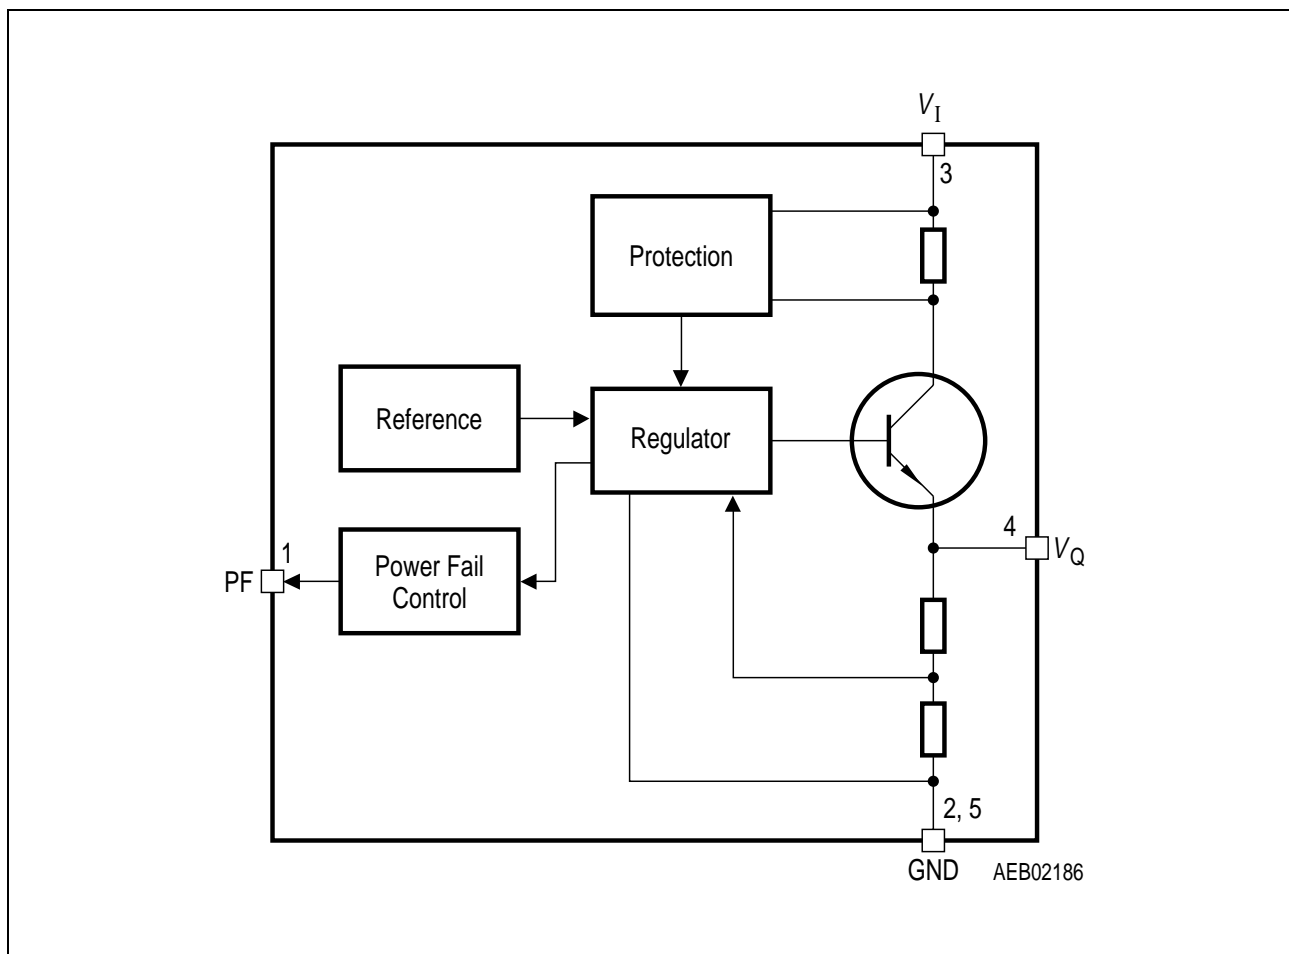 V_I
3
Protection
Reference
Regulator
4
V_Q
1
PF
Power Fail
Control
2, 5
GND
AEB02186